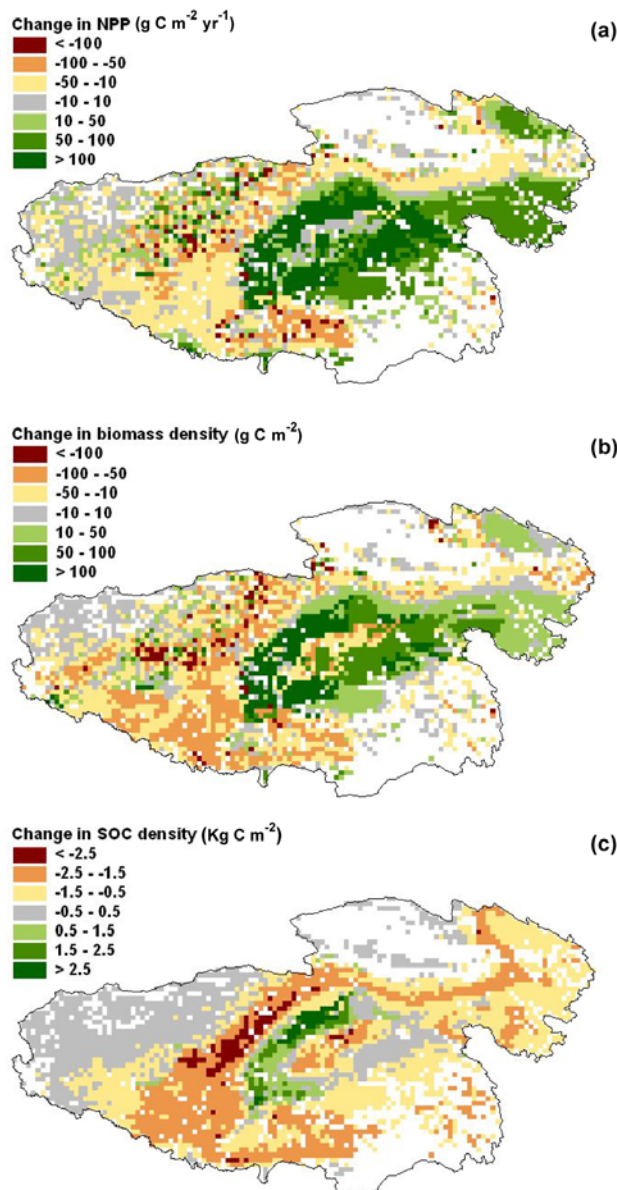 Change in NPP (g C m⁻² yr⁻¹)
(a)
< -100
-100 - -50
-50 - -10
-10 - 10
10 - 50
50 - 100
> 100
Change in biomass density (g C m⁻²)
(b)
< -100
-100 - -50
-50 - -10
-10 - 10
10 - 50
50 - 100
> 100
Change in SOC density (Kg C m⁻²)
(c)
< -2.5
-2.5 - -1.5
-1.5 - -0.5
-0.5 - 0.5
0.5 - 1.5
1.5 - 2.5
> 2.5